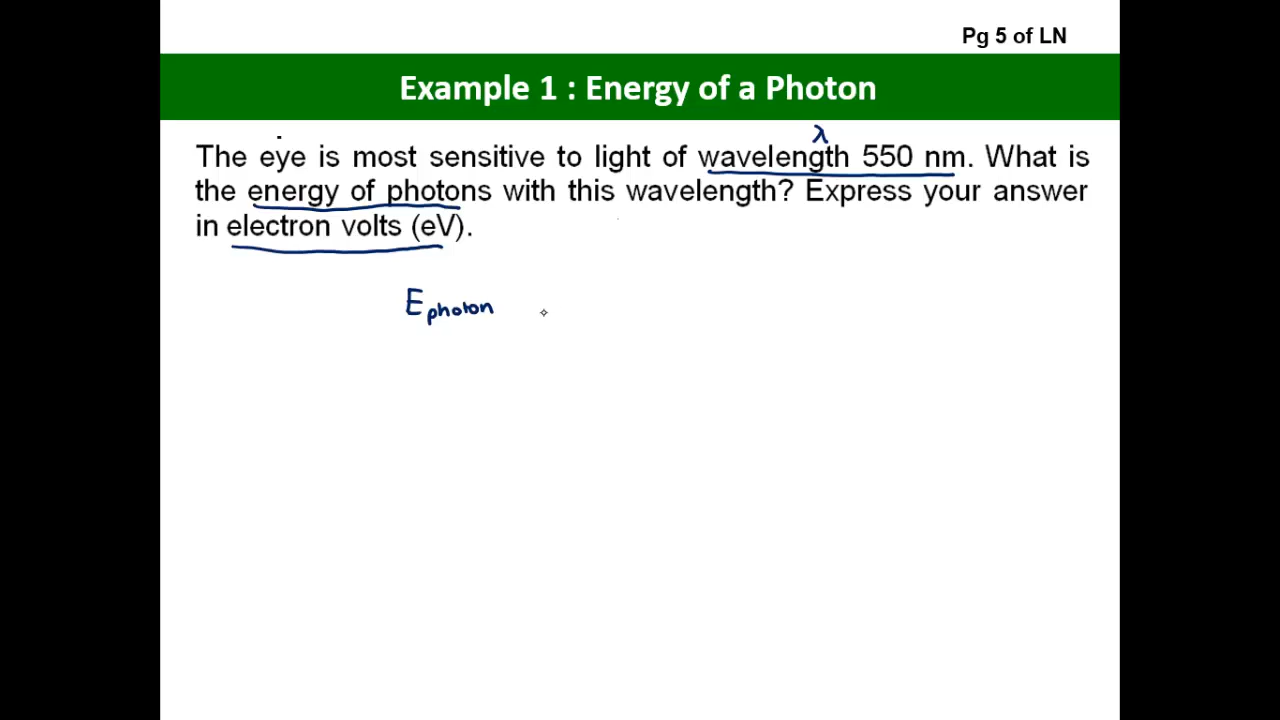 Pg 5 of LN
Example 1 : Energy of a Photon
λ
The eye is most sensitive to light of wavelength 550 nm. What is
the energy of photons with this wavelength? Express your answer
in electron volts (eV).
E photon